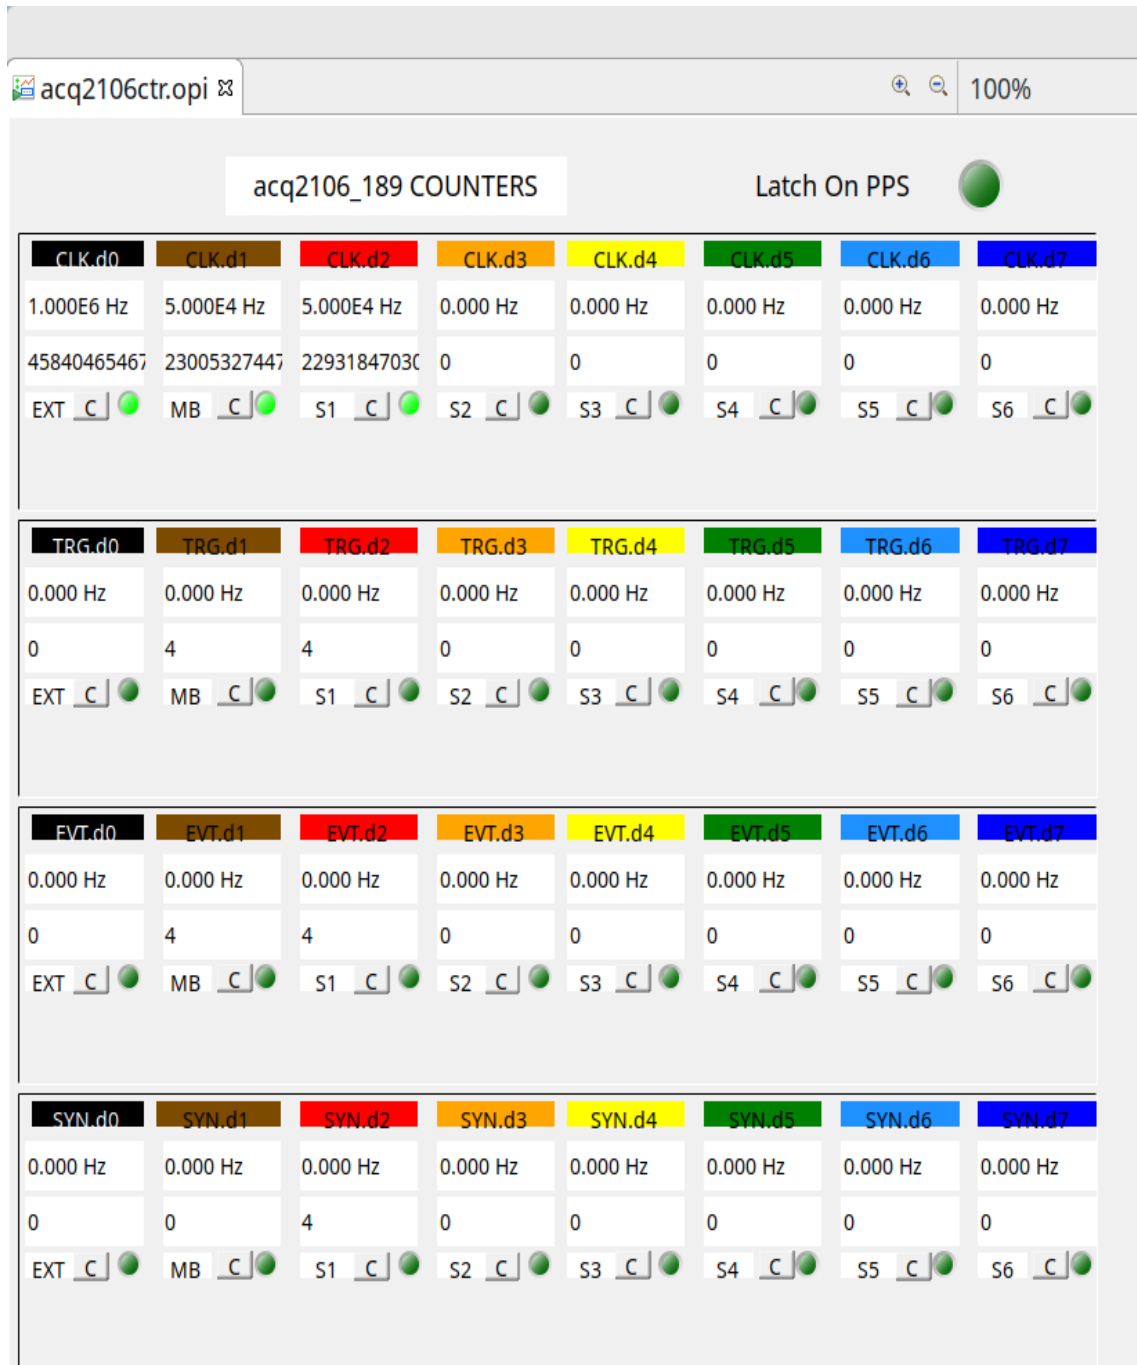 acq2106ctr.opi
100%
acq2106_189 COUNTERS Latch On PPS
CLK.d0 CLK.d1 CLK.d2 CLK.d3 CLK.d4 CLK.d5 CLK.d6 CLK.d7
1.000E6 Hz 5.000E4 Hz 5.000E4 Hz 0.000 Hz 0.000 Hz 0.000 Hz 0.000 Hz 0.000 Hz
45840465467 23005327447 22931847030 0 0 0 0 0
EXT C MB C S1 C S2 C S3 C S4 C S5 C S6 C
TRG.d0 TRG.d1 TRG.d2 TRG.d3 TRG.d4 TRG.d5 TRG.d6 TRG.d7
0.000 Hz 0.000 Hz 0.000 Hz 0.000 Hz 0.000 Hz 0.000 Hz 0.000 Hz 0.000 Hz
0 4 4 0 0 0 0 0
EXT C MB C S1 C S2 C S3 C S4 C S5 C S6 C
EVT.d0 EVT.d1 EVT.d2 EVT.d3 EVT.d4 EVT.d5 EVT.d6 EVT.d7
0.000 Hz 0.000 Hz 0.000 Hz 0.000 Hz 0.000 Hz 0.000 Hz 0.000 Hz 0.000 Hz
0 4 4 0 0 0 0 0
EXT C MB C S1 C S2 C S3 C S4 C S5 C S6 C
SYN.d0 SYN.d1 SYN.d2 SYN.d3 SYN.d4 SYN.d5 SYN.d6 SYN.d7
0.000 Hz 0.000 Hz 0.000 Hz 0.000 Hz 0.000 Hz 0.000 Hz 0.000 Hz 0.000 Hz
0 0 4 0 0 0 0 0
EXT C MB C S1 C S2 C S3 C S4 C S5 C S6 C